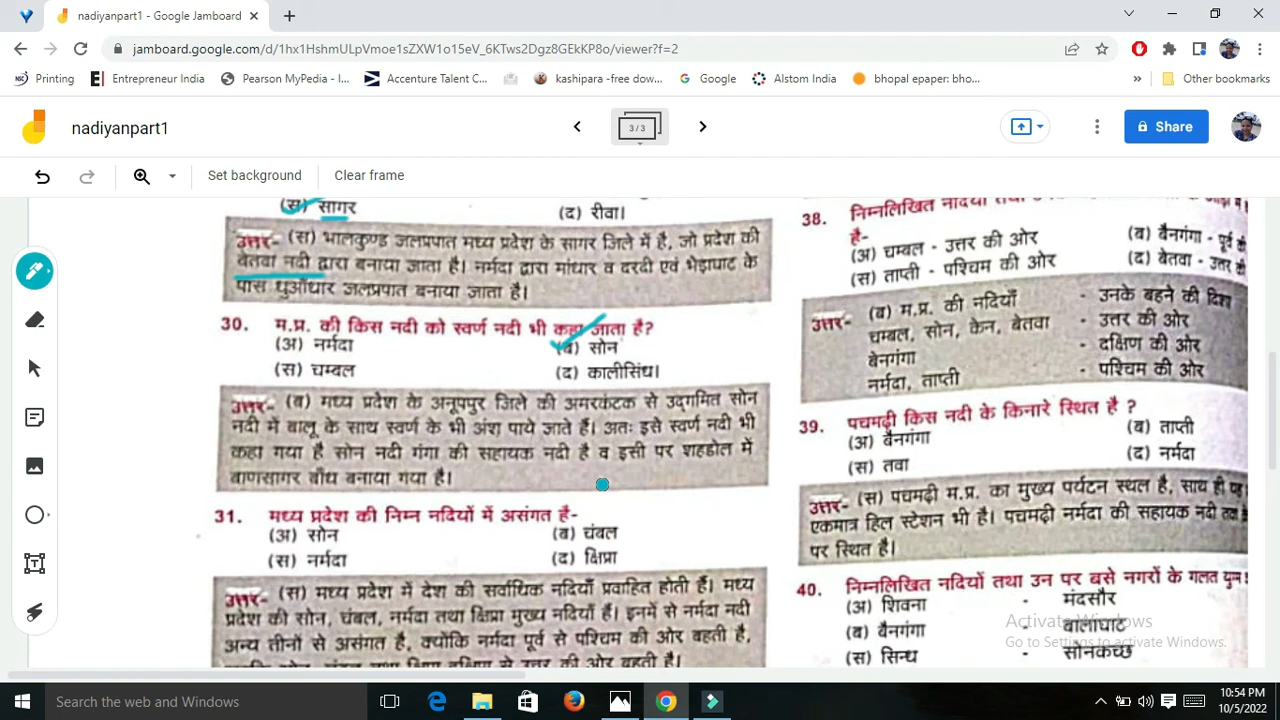 nadiyanpart1 - Google Jamboard
jamboard.google.com/d/1hx1HshmULpVmoe1sZXW1o15eV_6KTws2Dgz8GEkKP8o/viewer?f=2
Printing
Entrepreneur India
Pearson MyPedia - I...
Accenture Talent C...
kashipara -free dow...
Google
Alstom India
bhopal epaper: bho...
Other bookmarks
nadiyanpart1
3 / 3
Share
Set background
Clear frame
(स) सागर
(द) रीवा।
उत्तर- (स) भालकुण्ड जलप्रपात मध्य प्रदेश के सागर जिले में है, जो प्रदेश की
बेतवा नदी द्वारा बनाया जाता है। नर्मदा द्वारा मांधार व दरदी एवं भेड़ाघाट के
पास धुआँधार जलप्रपात बनाया जाता है।
30. म.प्र. की किस नदी को स्वर्ण नदी भी कहा जाता है?
(अ) नर्मदा
(ब) सोन
(स) चम्बल
(द) कालीसिंध।
उत्तर- (ब) मध्य प्रदेश के अनूपपुर जिले की अमरकंटक से उद्गमित सोन
नदी में बालू के साथ स्वर्ण के भी अंश पाये जाते हैं। अतः इसे स्वर्ण नदी भी
कहा गया है सोन नदी गंगा की सहायक नदी है व इसी पर शहडोल में
बाणसागर बाँध बनाया गया है।
31. मध्य प्रदेश की निम्न नदियों में असंगत है-
(अ) सोन
(ब) चंबल
(स) नर्मदा
(द) क्षिप्रा
उत्तर- (स) मध्य प्रदेश में देश की सर्वाधिक नदियाँ प्रवाहित होती हैं। मध्य
प्रदेश की सोन, चंबल, नर्मदा तथा क्षिप्रा मुख्य नदियाँ हैं। इनमें से नर्मदा नदी
अन्य तीनों से असंगत है, क्योंकि नर्मदा पूर्व से पश्चिम की ओर बहती है,
38. निम्नलिखित नदियों तथा उनके
है-
(अ) चम्बल - उत्तर की ओर
(ब) बैनगंगा - पूर्व की
(स) ताप्ती - पश्चिम की ओर
(द) बेतवा - उत्तर की
उत्तर- (ब) म.प्र. की नदियाँ - उनके बहने की दिशा
चम्बल, सोन, केन, बेतवा - उत्तर की ओर
बेनगंगा - दक्षिण की ओर
नर्मदा, ताप्ती - पश्चिम की ओर
39. पचमढ़ी किस नदी के किनारे स्थित है ?
(अ) बैनगंगा
(ब) ताप्ती
(स) तवा
(द) नर्मदा
उत्तर- (स) पचमढ़ी म.प्र. का मुख्य पर्यटन स्थल है, साथ ही यह
एकमात्र हिल स्टेशन भी है। पचमढ़ी नर्मदा की सहायक नदी तवा
पर स्थित है।
40. निम्नलिखित नदियों तथा उन पर बसे नगरों के गलत युग्म
(अ) शिवना - मंदसौर
(ब) बैनगंगा - बालाघाट
(स) सिन्ध - सोनकच्छ
Activate Windows
Go to Settings to activate Windows.
Search the web and Windows
10:54 PM
10/5/2022